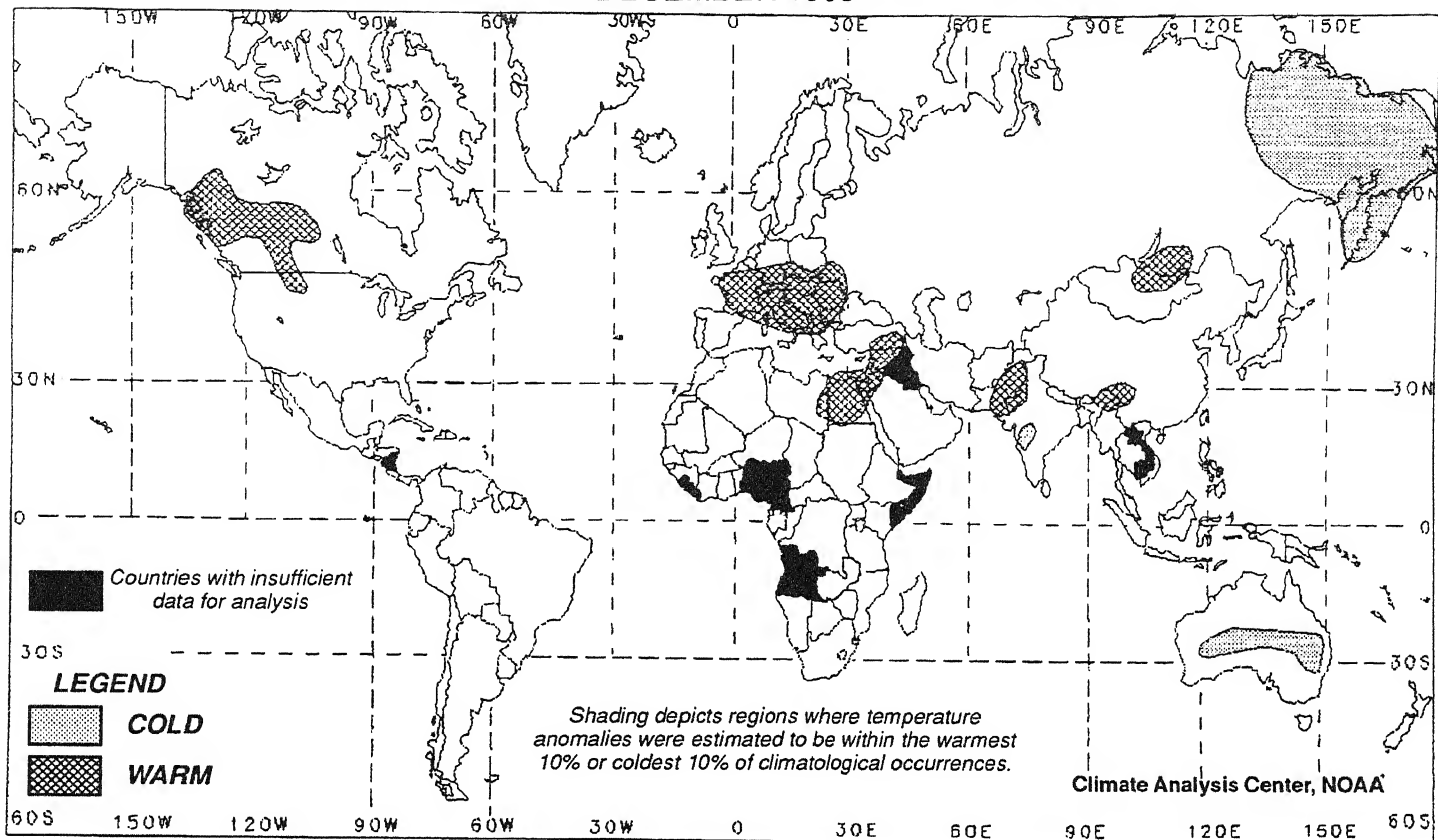 150W 120W 90W 60W 30W 0 30E 60E 90E 120E 150E
60N
30N 30N
0 0
Countries with insufficient
data for analysis
30S 30S
LEGEND
COLD
WARM
Shading depicts regions where temperature
anomalies were estimated to be within the warmest
10% or coldest 10% of climatological occurrences.
Climate Analysis Center, NOAA
60S 150W 120W 90W 60W 30W 0 30E 60E 90E 120E 150E 60S